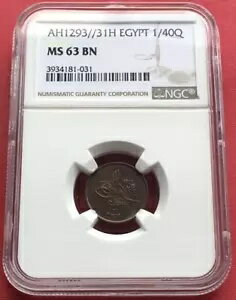 AH1293//31H EGYPT 1/40Q
MS 63 BN
3934181-031
NUMISMATIC GUARANTY CORPORATION
NGC